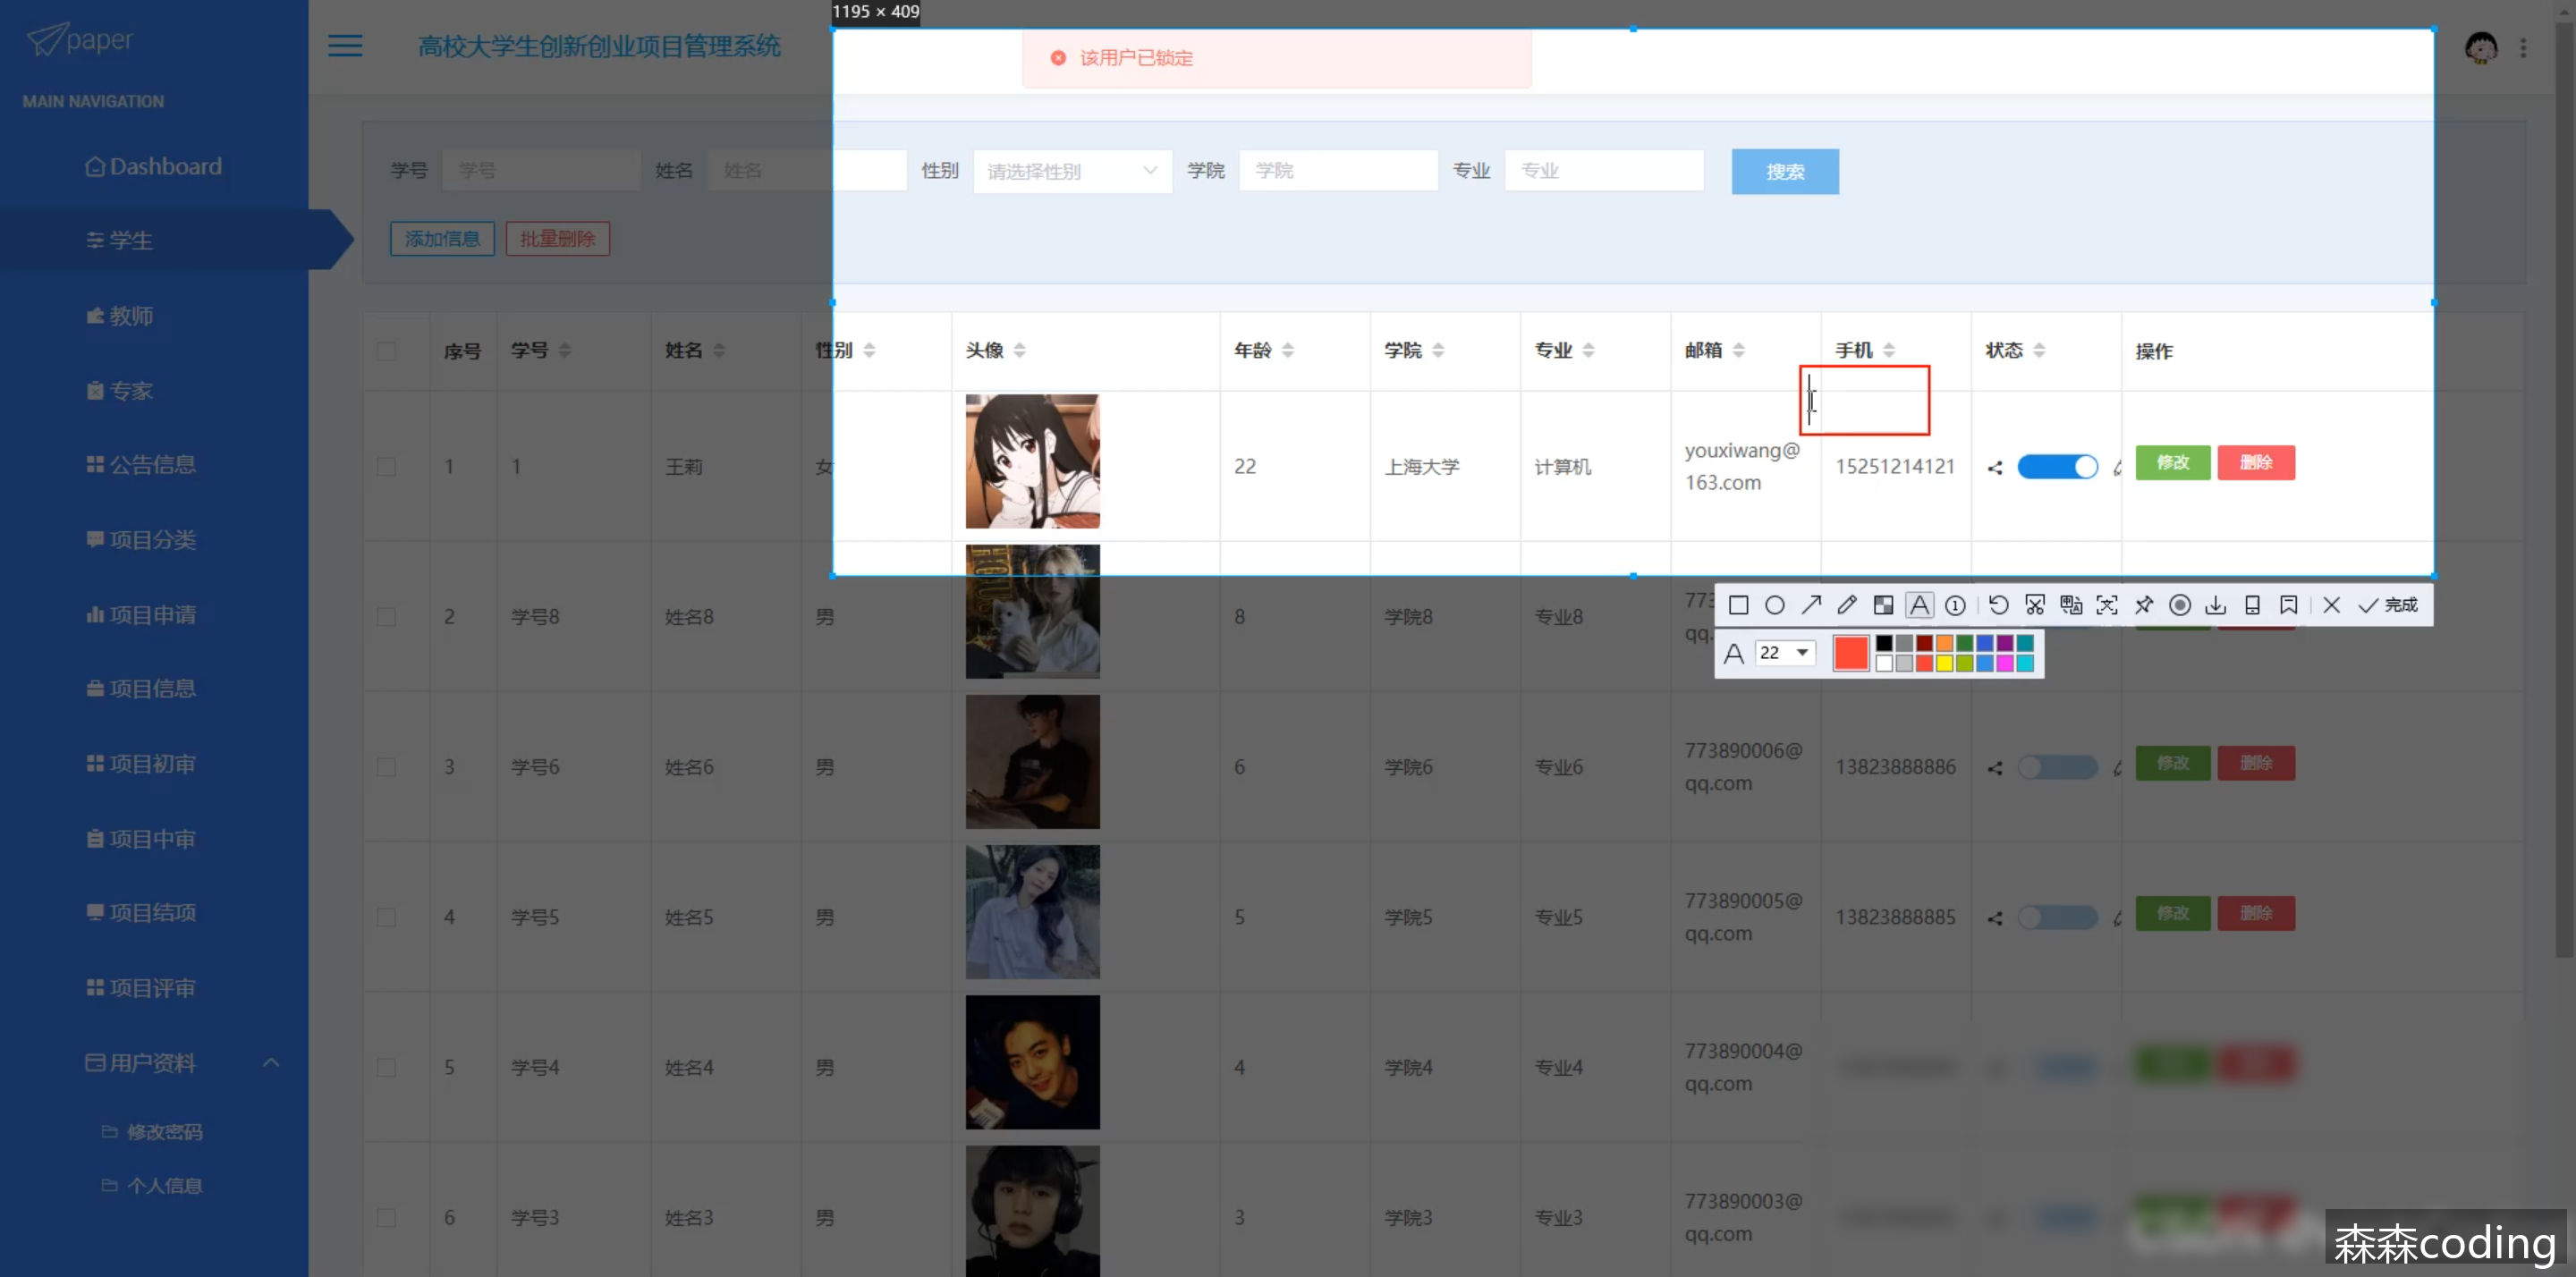 1195 × 409
paper
高校大学生创新创业项目管理系统
该用户已锁定
MAIN NAVIGATION
Dashboard
学生
教师
专家
公告信息
项目分类
项目申请
项目信息
项目初审
项目中审
项目结项
项目评审
用户资料
修改密码
个人信息
学号 学号 姓名 姓名 性别 请选择性别 学院 学院 专业 专业 搜索
添加信息 批量删除
序号 学号 姓名 性别 头像 年龄 学院 专业 邮箱 手机 状态 操作
1 1 王莉 女 22 上海大学 计算机 youxiwang@
163.com 15251214121 修改 删除
2 学号8 姓名8 男 8 学院8 专业8 773
qq.
完成
22
3 学号6 姓名6 男 6 学院6 专业6 773890006@
qq.com 13823888886 修改 删除
4 学号5 姓名5 男 5 学院5 专业5 773890005@
qq.com 13823888885 修改 删除
5 学号4 姓名4 男 4 学院4 专业4 773890004@
qq.com
6 学号3 姓名3 男 3 学院3 专业3 773890003@
qq.com
森森coding